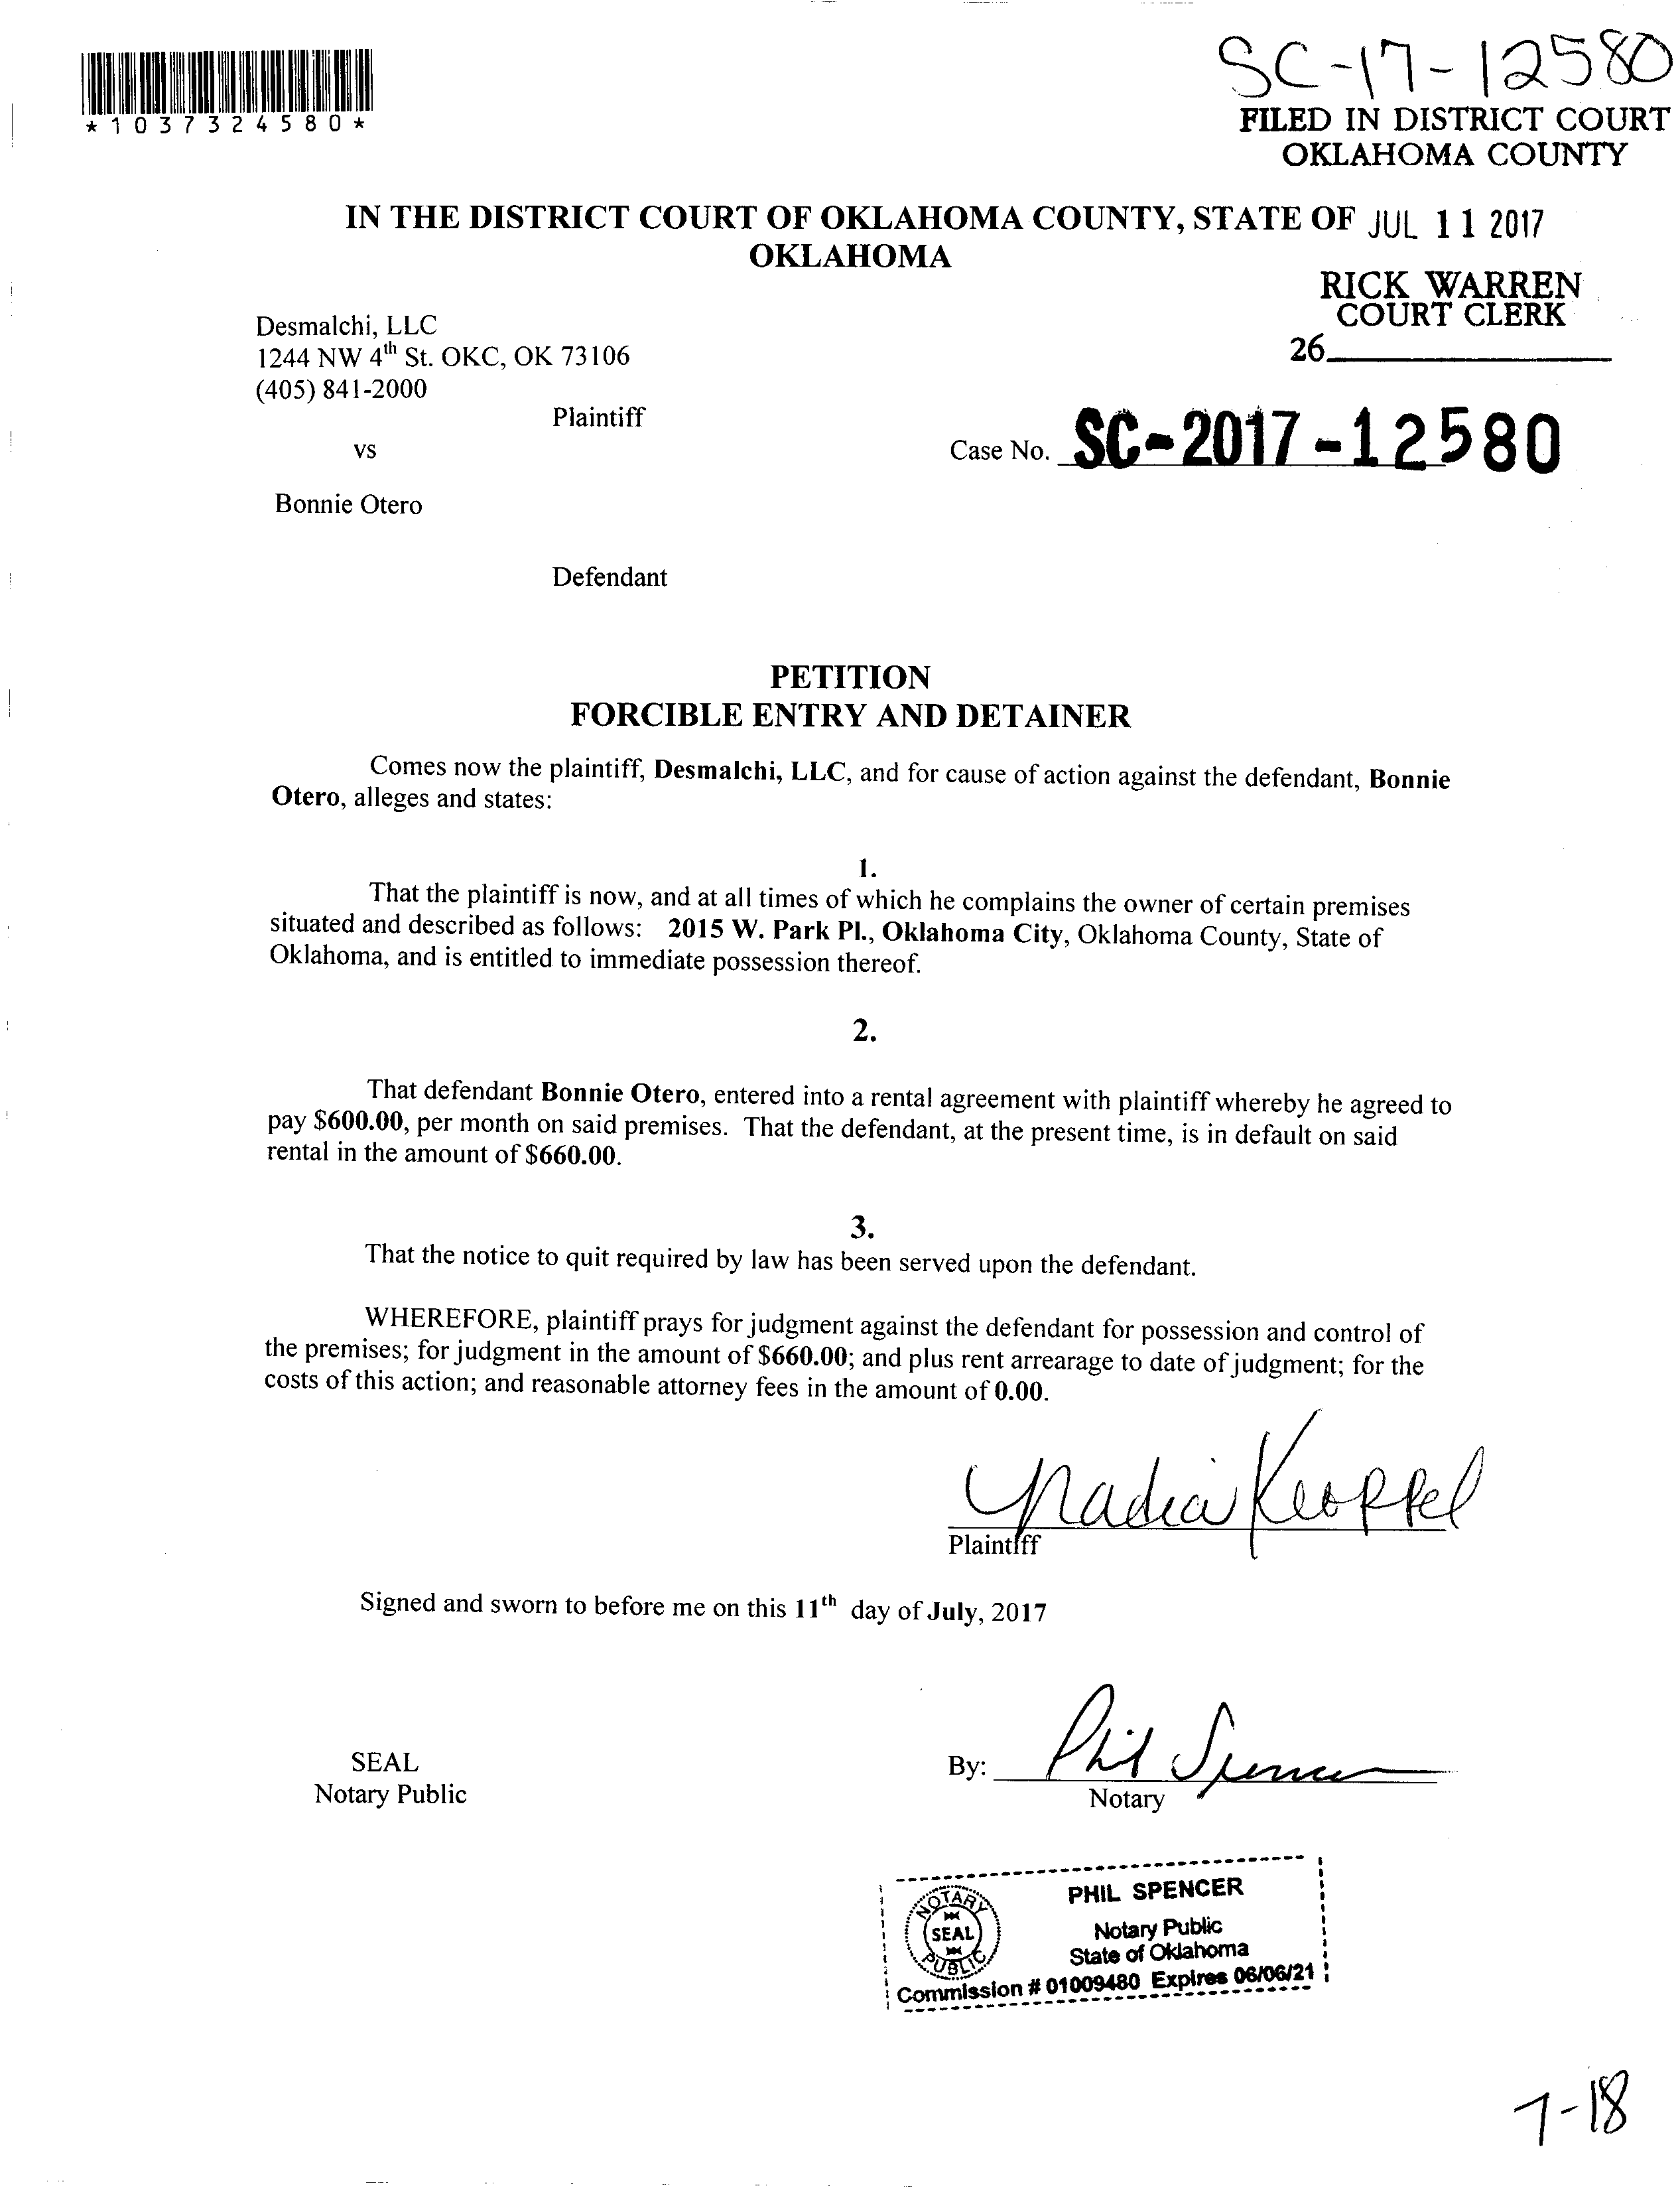 SC-17-12580
*1037324580*
FILED IN DISTRICT COURT
OKLAHOMA COUNTY
IN THE DISTRICT COURT OF OKLAHOMA COUNTY, STATE OF JUL 11 2017
OKLAHOMA
RICK WARREN
COURT CLERK
26
Desmalchi, LLC
1244 NW 4th St. OKC, OK 73106
(405) 841-2000
Plaintiff
vs
Case No. SC-2017-12580
Bonnie Otero
Defendant
PETITION
FORCIBLE ENTRY AND DETAINER
Comes now the plaintiff, Desmalchi, LLC, and for cause of action against the defendant, Bonnie
Otero, alleges and states:
1.
That the plaintiff is now, and at all times of which he complains the owner of certain premises
situated and described as follows: 2015 W. Park Pl., Oklahoma City, Oklahoma County, State of
Oklahoma, and is entitled to immediate possession thereof.
2.
That defendant Bonnie Otero, entered into a rental agreement with plaintiff whereby he agreed to
pay $600.00, per month on said premises. That the defendant, at the present time, is in default on said
rental in the amount of $660.00.
3.
That the notice to quit required by law has been served upon the defendant.
WHEREFORE, plaintiff prays for judgment against the defendant for possession and control of
the premises; for judgment in the amount of $660.00; and plus rent arrearage to date of judgment; for the
costs of this action; and reasonable attorney fees in the amount of 0.00.
Nadia Keoppel
Plaintiff
Signed and sworn to before me on this 11th day of July, 2017
SEAL
Notary Public
By: Phil Spencer
Notary
NOTARY
SEAL
PUBLIC
PHIL SPENCER
Notary Public
State of Oklahoma
Commission # 01009480 Expires 06/06/21
7-18